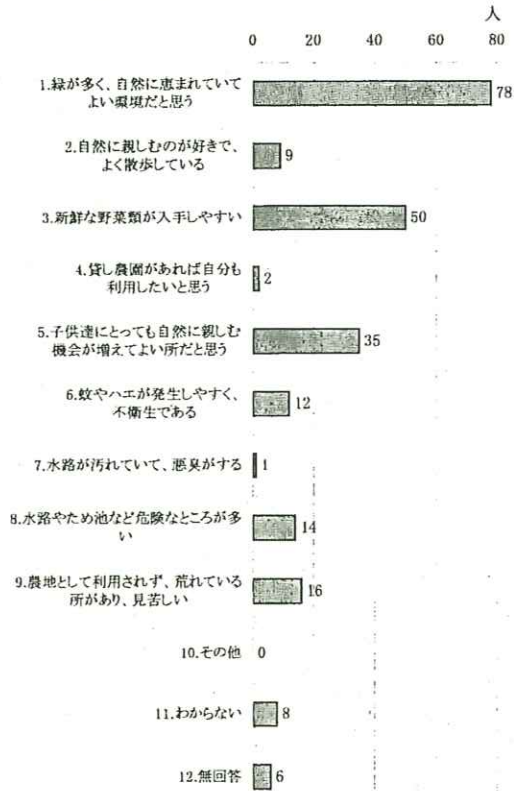 人
0 20 40 60 80
1.緑が多く、自然に恵まれていて
よい環境だと思う
78
2.自然に親しむのが好きで、
よく散歩している
9
3.新鮮な野菜類が入手しやすい
50
4.貸し農園があれば自分も
利用したいと思う
2
5.子供達にとっても自然に親しむ
機会が増えてよい所だと思う
35
6.蚊やハエが発生しやすく、
不衛生である
12
7.水路が汚れていて、悪臭がする
1
8.水路やため池など危険なところが多
い
14
9.農地として利用されず、荒れている
所があり、見苦しい
16
10.その他
0
11.わからない
8
12.無回答
6